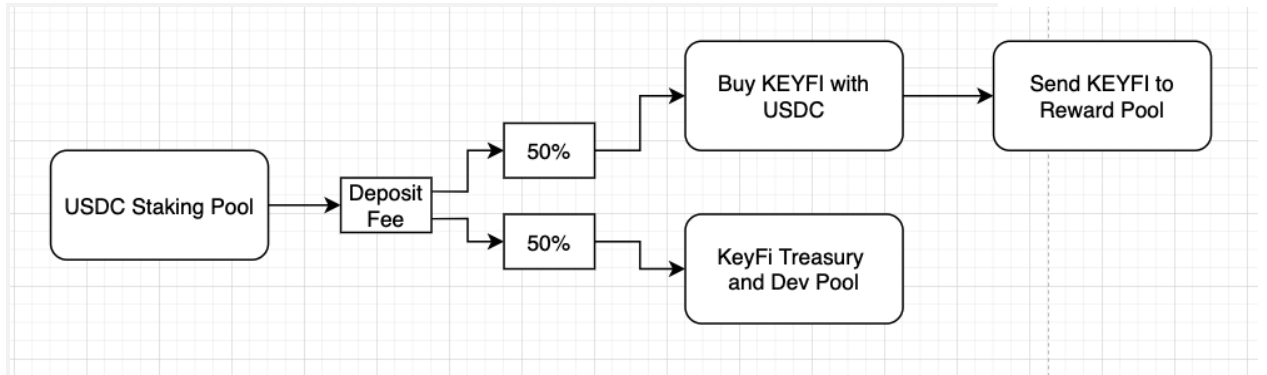 USDC Staking Pool
Deposit
Fee
50%
50%
Buy KEYFI with
USDC
Send KEYFI to
Reward Pool
KeyFi Treasury
and Dev Pool